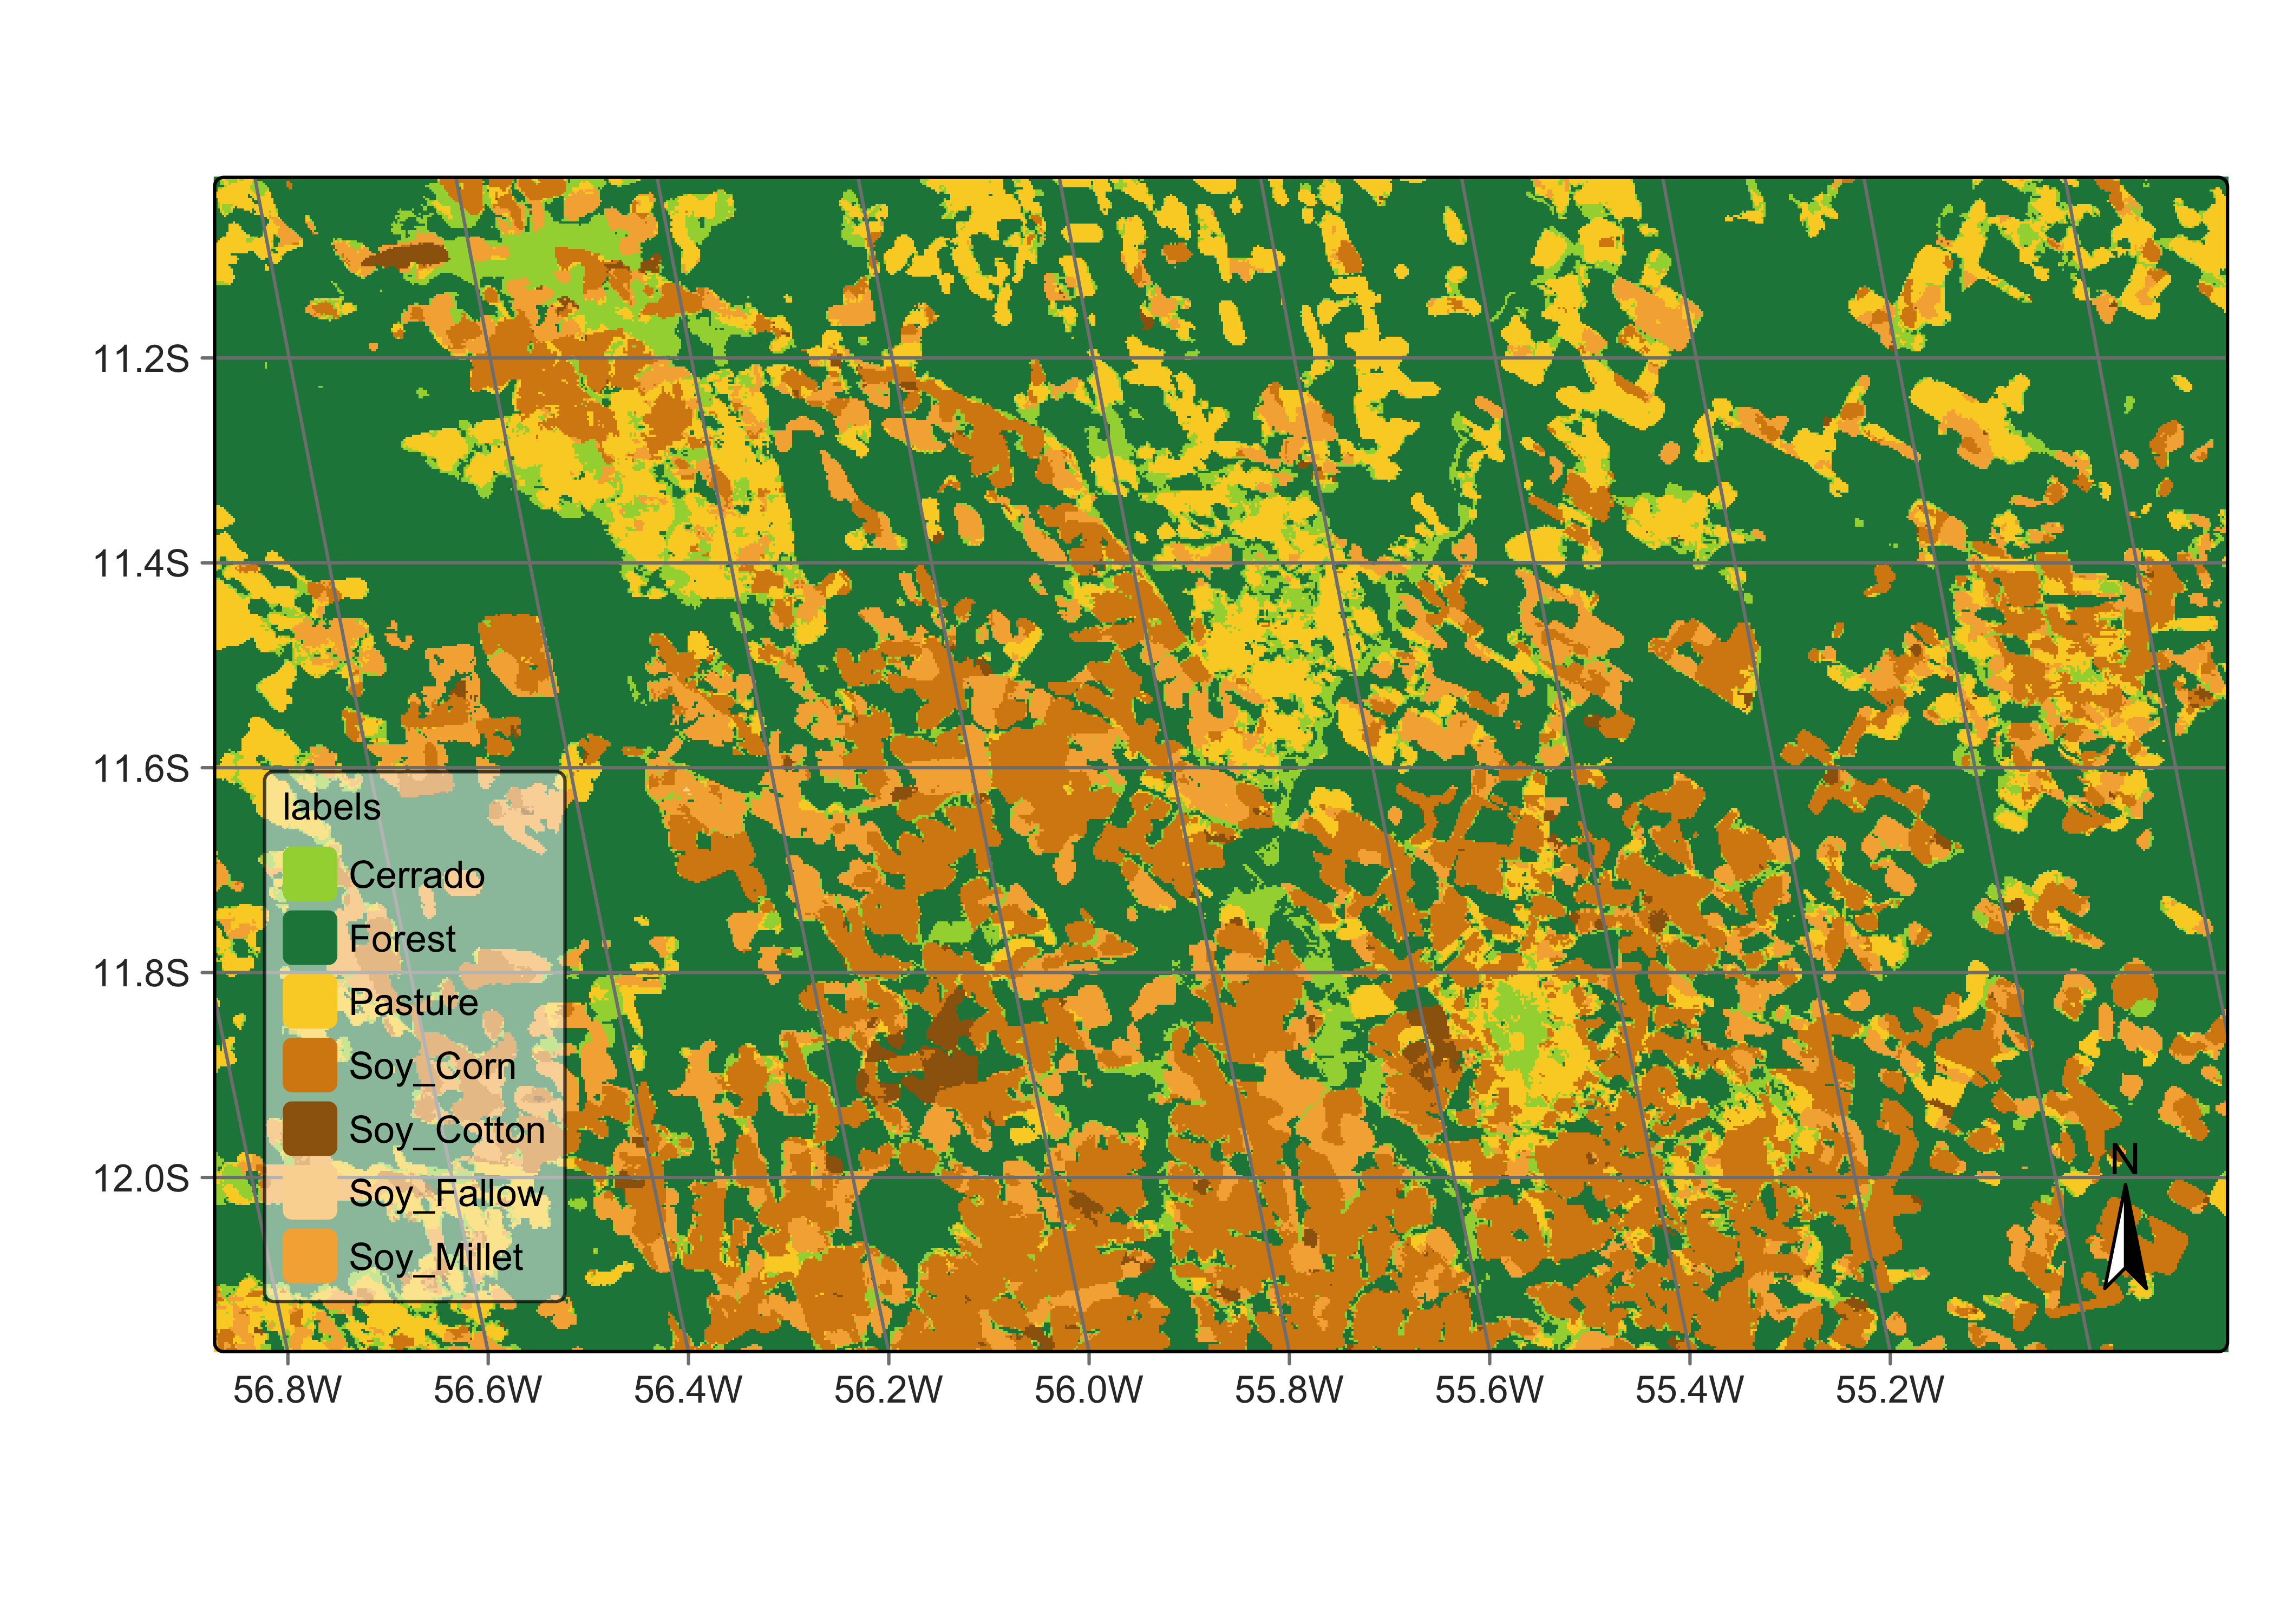 11.2S
11.4S
11.6S
11.8S
12.0S
labels
Cerrado
Forest
Pasture
Soy_Corn
Soy_Cotton
Soy_Fallow
Soy_Millet
N
56.8W 56.6W 56.4W 56.2W 56.0W 55.8W 55.6W 55.4W 55.2W